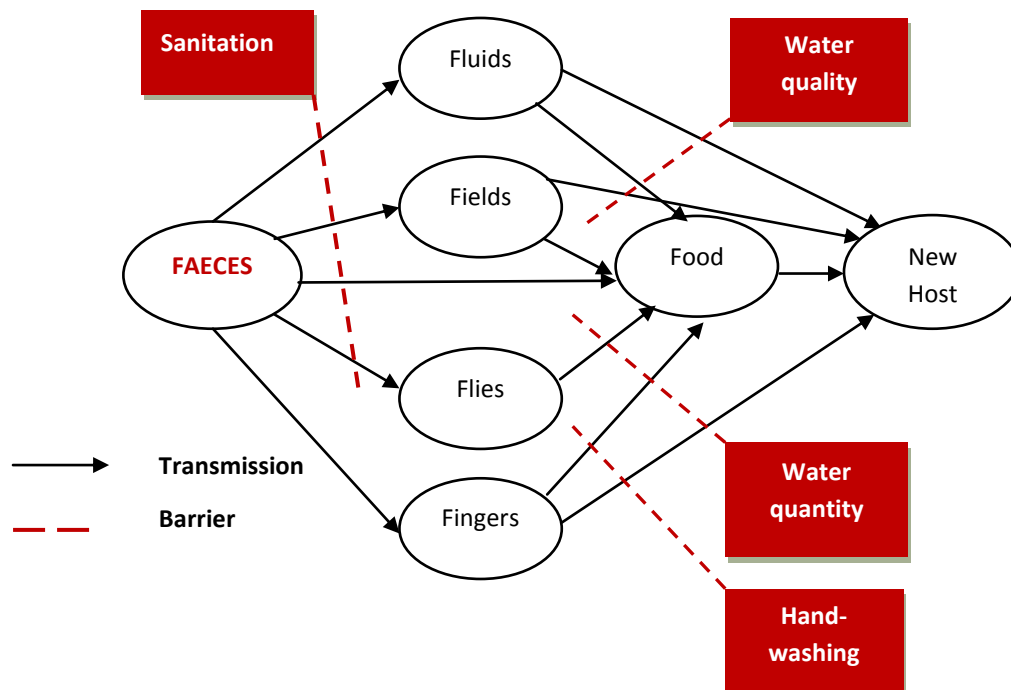 Sanitation
Fluids
Water
quality
Fields
FAECES
Food
New
Host
Flies
Transmission
Barrier
Fingers
Water
quantity
Hand-
washing